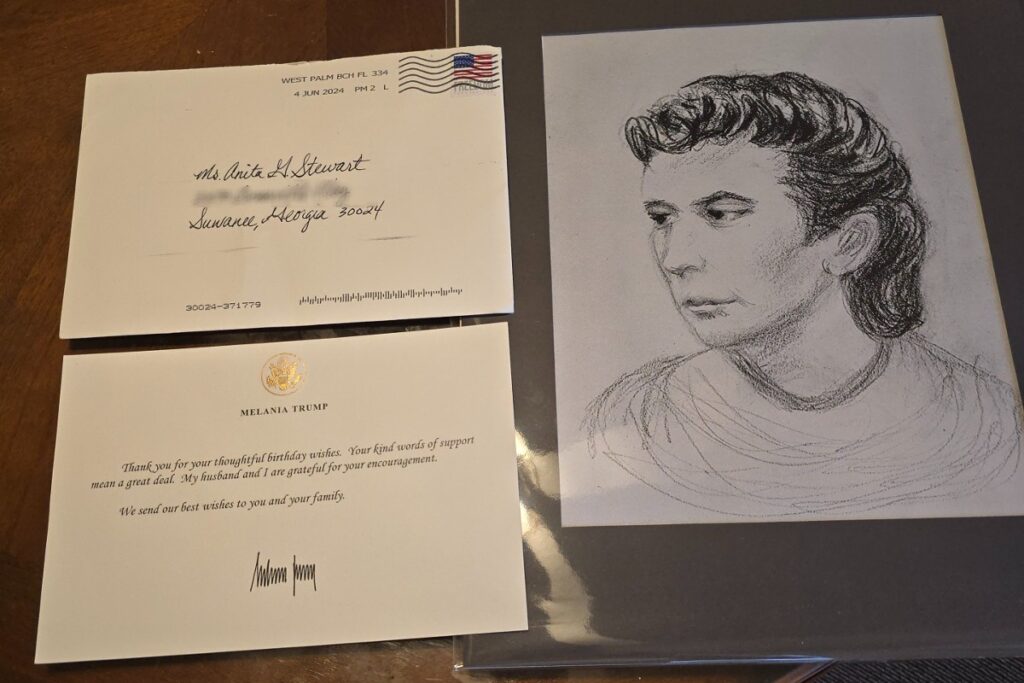 WEST PALM BCH FL 334
4 JUN 2024 PM 2 L
Ms. Anita G Stewart
Suwanee, Georgia 30024
30024-371779
MELANIA TRUMP
Thank you for your thoughtful birthday wishes. Your kind words of support
mean a great deal. My husband and I are grateful for your encouragement.
We send our best wishes to you and your family.